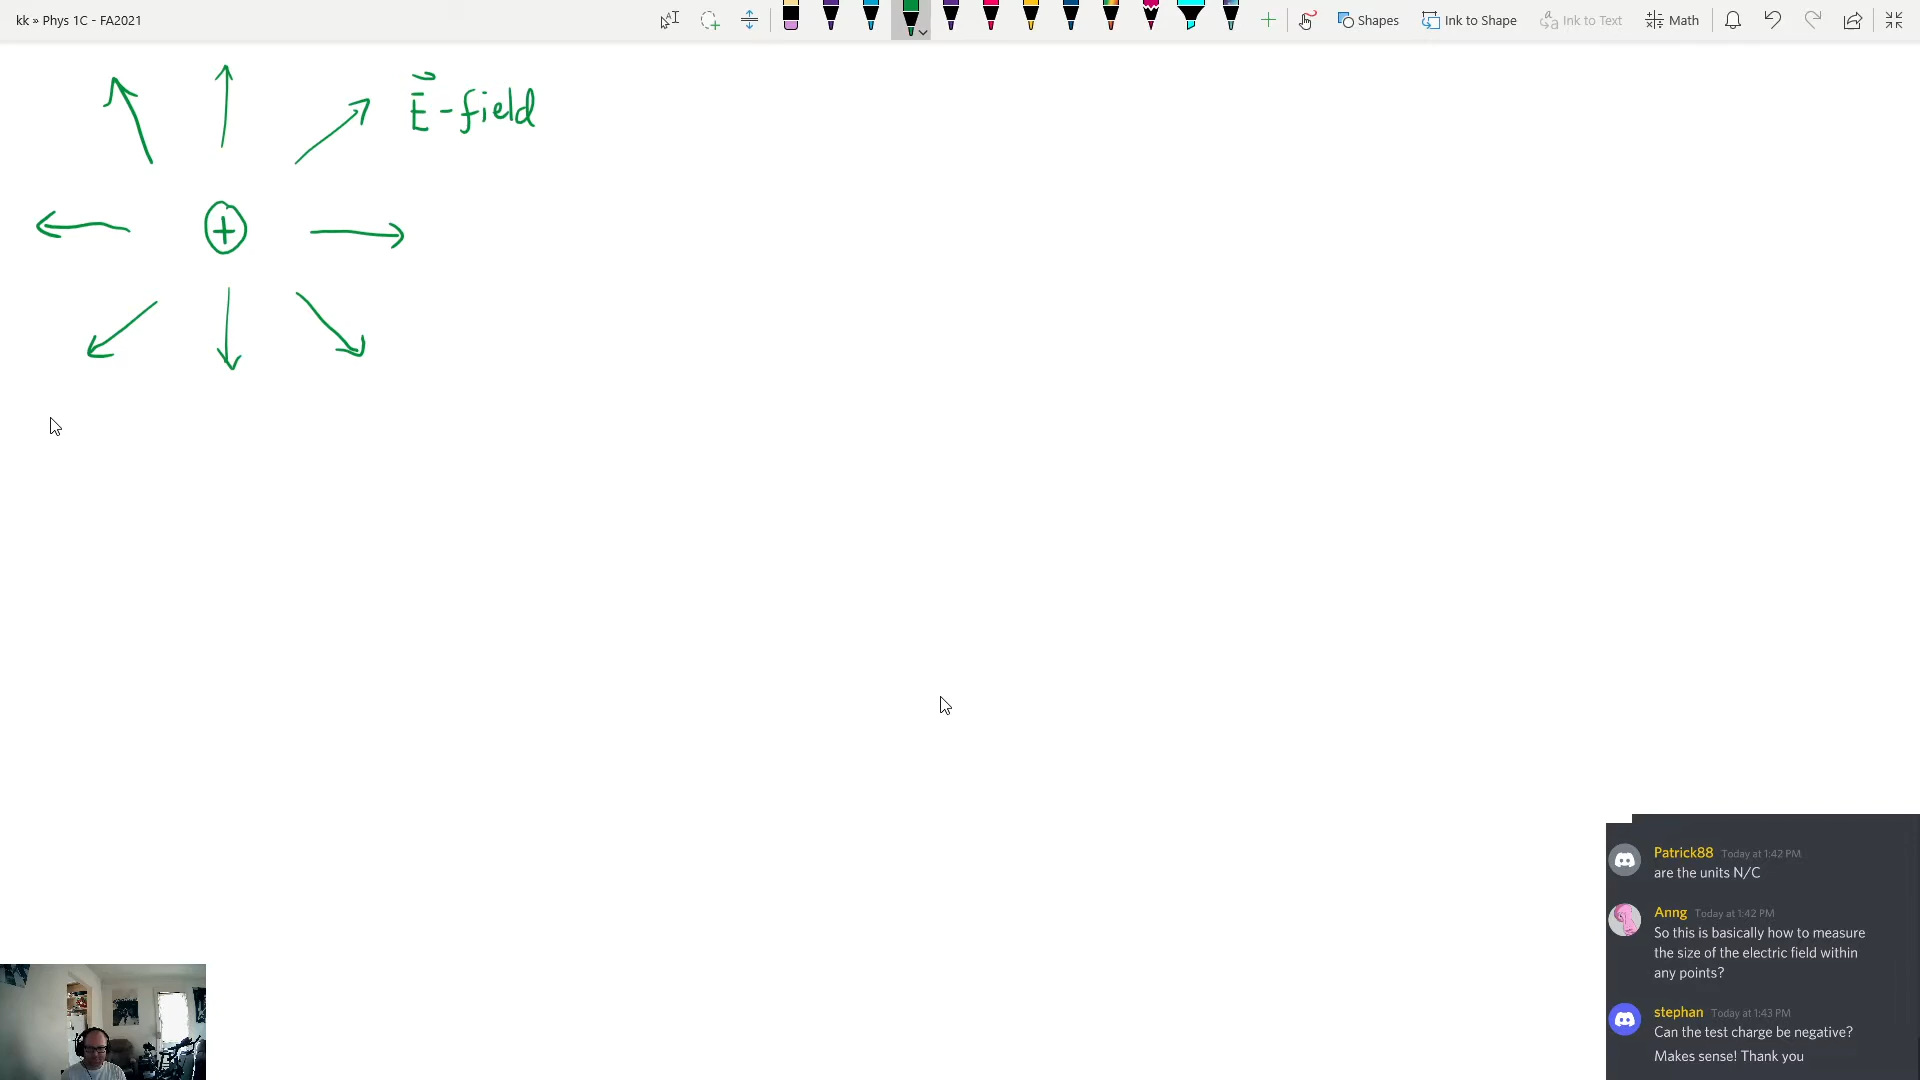 kk » Phys 1C - FA2021
Shapes
Ink to Shape
Ink to Text
Math
E - field
+
Patrick88 Today at 1:42 PM
are the units N/C
Anng Today at 1:42 PM
So this is basically how to measure
the size of the electric field within
any points?
stephan Today at 1:43 PM
Can the test charge be negative?
Makes sense! Thank you